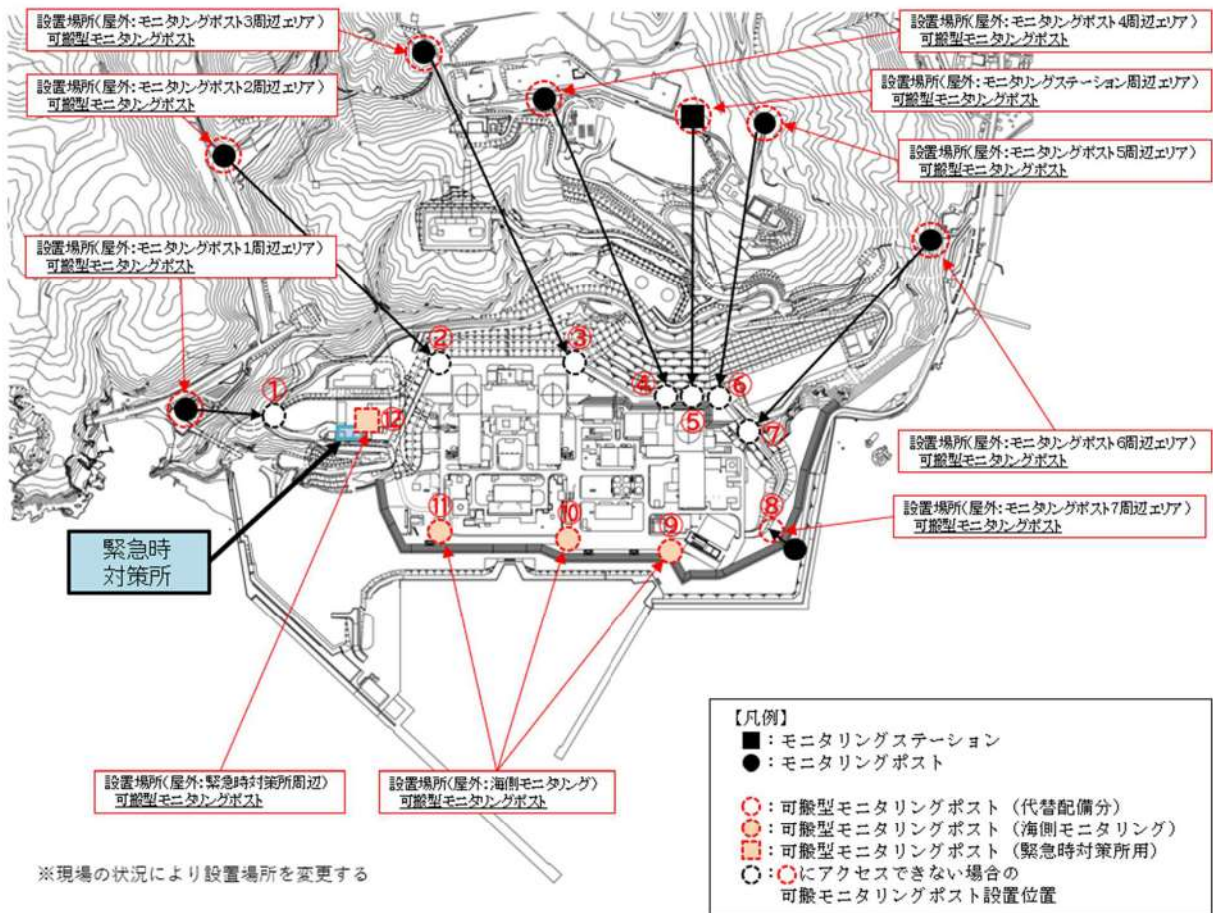 設置場所(屋外:モニタリングポスト3周辺エリア)
可搬型モニタリングポスト
設置場所(屋外:モニタリングポスト2周辺エリア)
可搬型モニタリングポスト
設置場所(屋外:モニタリングポスト1周辺エリア)
可搬型モニタリングポスト
設置場所(屋外:モニタリングポスト4周辺エリア)
可搬型モニタリングポスト
設置場所(屋外:モニタリングステーション周辺エリア)
可搬型モニタリングポスト
設置場所(屋外:モニタリングポスト5周辺エリア)
可搬型モニタリングポスト
設置場所(屋外:モニタリングポスト6周辺エリア)
可搬型モニタリングポスト
設置場所(屋外:モニタリングポスト7周辺エリア)
可搬型モニタリングポスト
①
②
③
④
⑤
⑥
⑦
⑧
⑨
⑩
⑪
⑫
緊急時
対策所
設置場所(屋外:緊急時対策所周辺)
可搬型モニタリングポスト
設置場所(屋外:海側モニタリング)
可搬型モニタリングポスト
※現場の状況により設置場所を変更する
【凡例】
■:モニタリングステーション
●:モニタリングポスト
:可搬型モニタリングポスト(代替配備分)
:可搬型モニタリングポスト(海側モニタリング)
:可搬型モニタリングポスト(緊急時対策所用)
:にアクセスできない場合の
可搬モニタリングポスト設置位置